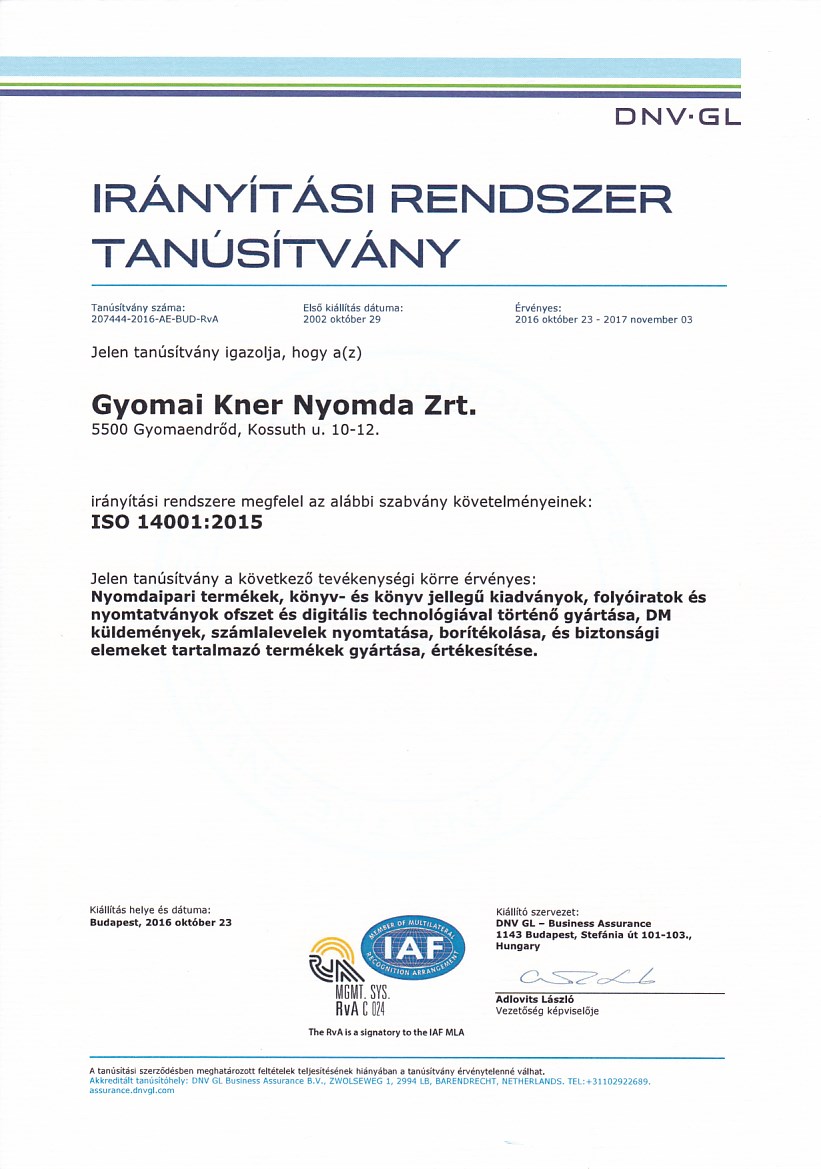 DNV·GL
IRÁNYÍTÁSI RENDSZER
TANÚSÍTVÁNY
Tanúsítvány száma:
207444-2016-AE-BUD-RvA
Első kiállítás dátuma:
2002 október 29
Érvényes:
2016 október 23 - 2017 november 03
Jelen tanúsítvány igazolja, hogy a(z)
Gyomai Kner Nyomda Zrt.
5500 Gyomaendrőd, Kossuth u. 10-12.
irányítási rendszere megfelel az alábbi szabvány követelményeinek:
ISO 14001:2015
Jelen tanúsítvány a következő tevékenységi körre érvényes:
Nyomdaipari termékek, könyv- és könyv jellegű kiadványok, folyóiratok és
nyomtatványok ofszet és digitális technológiával történő gyártása, DM
küldemények, számlalevelek nyomtatása, borítékolása, és biztonsági
elemeket tartalmazó termékek gyártása, értékesítése.
Kiállítás helye és dátuma:
Budapest, 2016 október 23
MEMBER OF MULTILATERAL
IAF
RECOGNITION ARRANGEMENT
RvA
MGMT. SYS.
RvA C 024
The RvA is a signatory to the IAF MLA
Kiállító szervezet:
DNV GL – Business Assurance
1143 Budapest, Stefánia út 101-103.,
Hungary
Adlovits László
Vezetőség képviselője
A tanúsítási szerződésben meghatározott feltételek teljesítésének hiányában a tanúsítvány érvénytelenné válhat.
Akkreditált tanúsítóhely: DNV GL Business Assurance B.V., ZWOLSEWEG 1, 2994 LB, BARENDRECHT, NETHERLANDS. TEL:+31102922689.
assurance.dnvgl.com